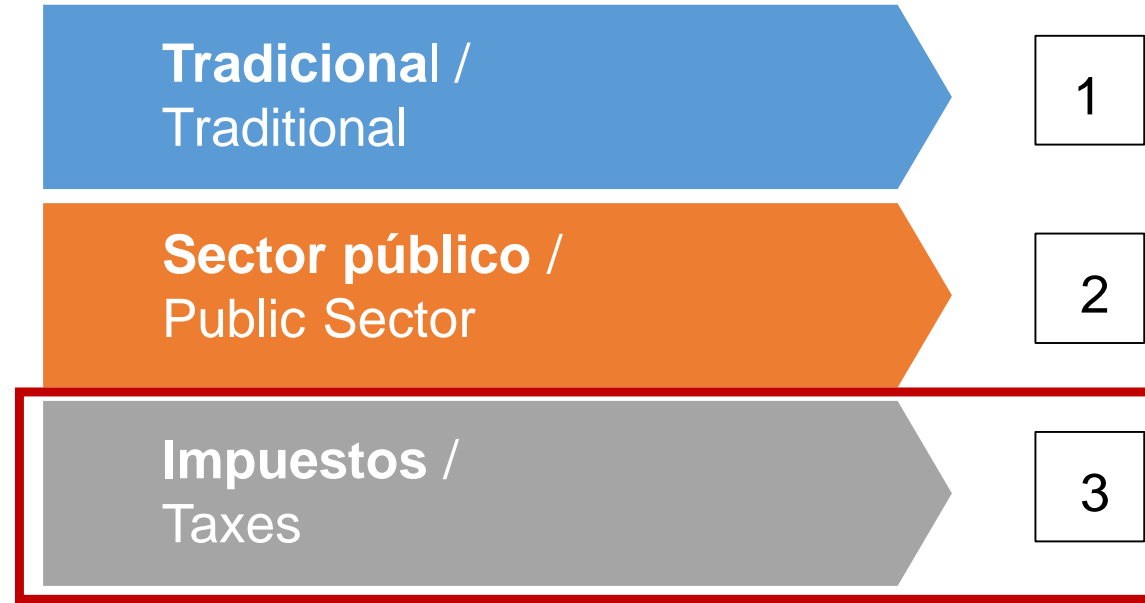 Tradicional /
Traditional
1
Sector público /
Public Sector
2
Impuestos /
Taxes
3